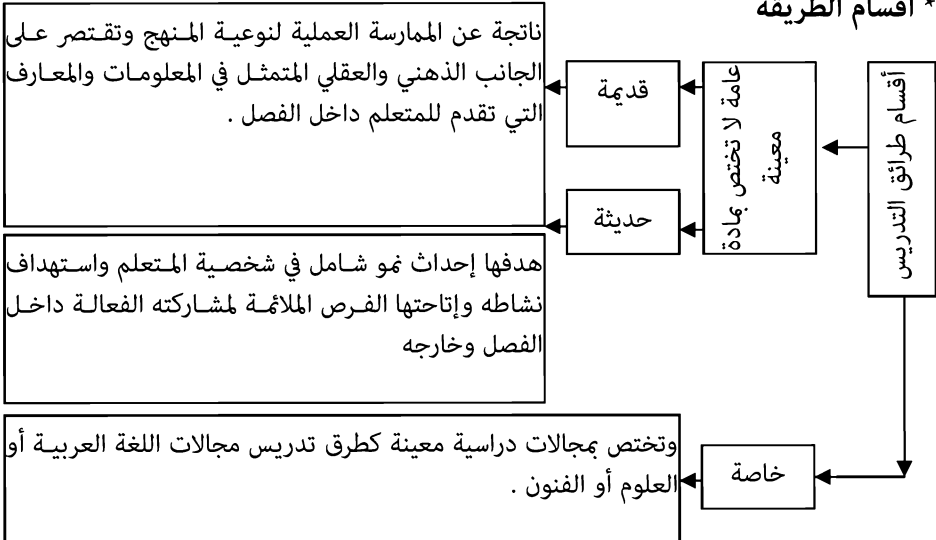 * أقسام الطريقة
أقسام طرائق التدريس
عامة لا تختص بمادة
معينة
قديمة
ناتجة عن الممارسة العملية لنوعية المنهج وتقتصر على
الجانب الذهني والعقلي المتمثل في المعلومات والمعارف
التي تقدم للمتعلم داخل الفصل .
حديثة
هدفها إحداث نمو شامل في شخصية المتعلم واستهداف
نشاطه وإتاحتها الفرص الملائمة لمشاركته الفعالة داخل
الفصل وخارجه
خاصة
وتختص بمجالات دراسية معينة كطرق تدريس مجالات اللغة العربية أو
العلوم أو الفنون .